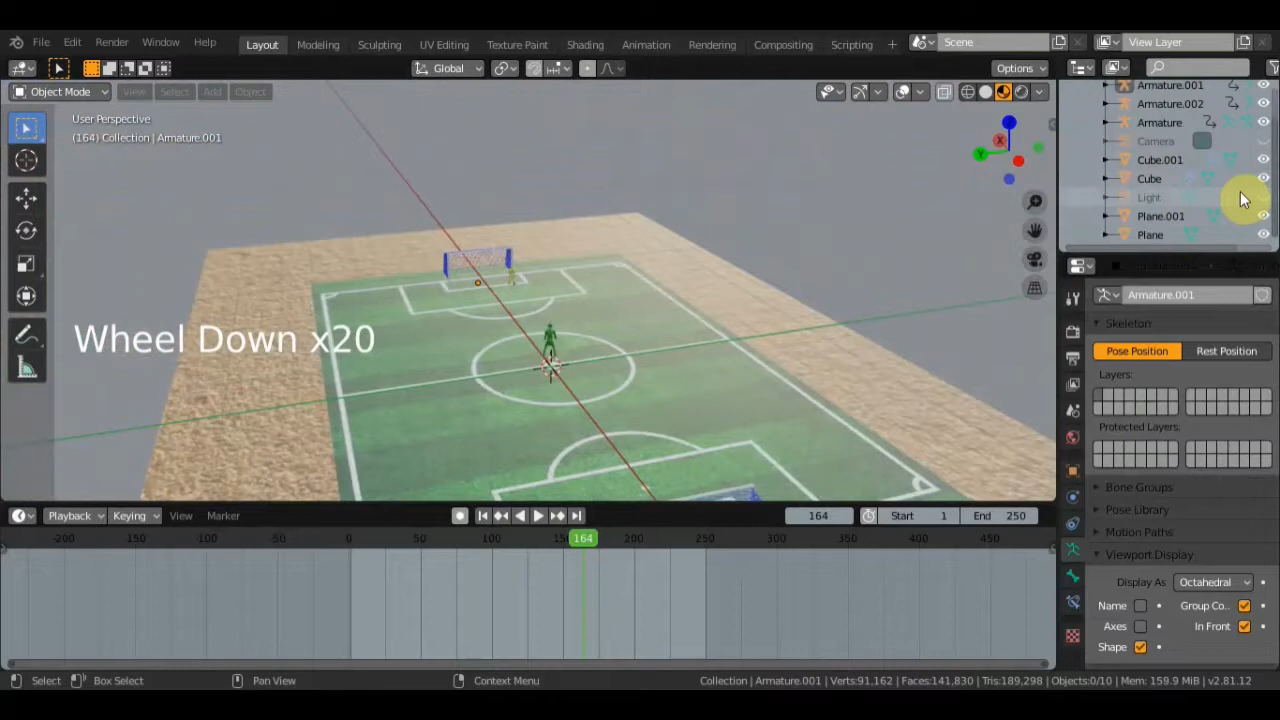 File Edit Render Window Help Layout Modeling Sculpting UV Editing Texture Paint Shading Animation Rendering Compositing Scripting + Scene View Layer
Global Options
Object Mode View Select Add Object
User Perspective
(164) Collection | Armature.001
X
Y
Armature.001
Armature.002
Armature
Camera
Cube.001
Cube
Light
Plane.001
Plane
Wheel Down x20
Armature.001
Skeleton
Pose Position Rest Position
Layers:
Protected Layers:
Bone Groups
Pose Library
Motion Paths
Viewport Display
Display As Octahedral
Name Group Co..
Axes In Front
Shape
Playback Keying View Marker 164 Start 1 End 250
-200 -150 -100 -50 0 50 100 150 164 200 250 300 350 400 450
Select Box Select Pan View Context Menu Collection | Armature.001 | Verts:91,162 | Faces:141,830 | Tris:189,298 | Objects:0/10 | Mem: 159.9 MiB | v2.81.12